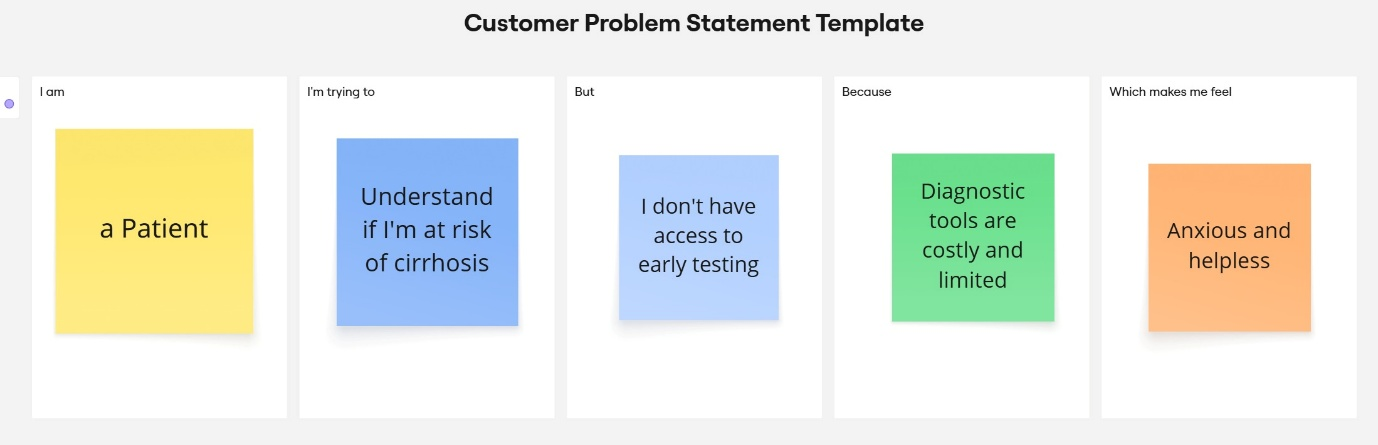 Customer Problem Statement Template
I am
a Patient
I'm trying to
Understand
if I'm at risk
of cirrhosis
But
I don't have
access to
early testing
Because
Diagnostic
tools are
costly and
limited
Which makes me feel
Anxious and
helpless